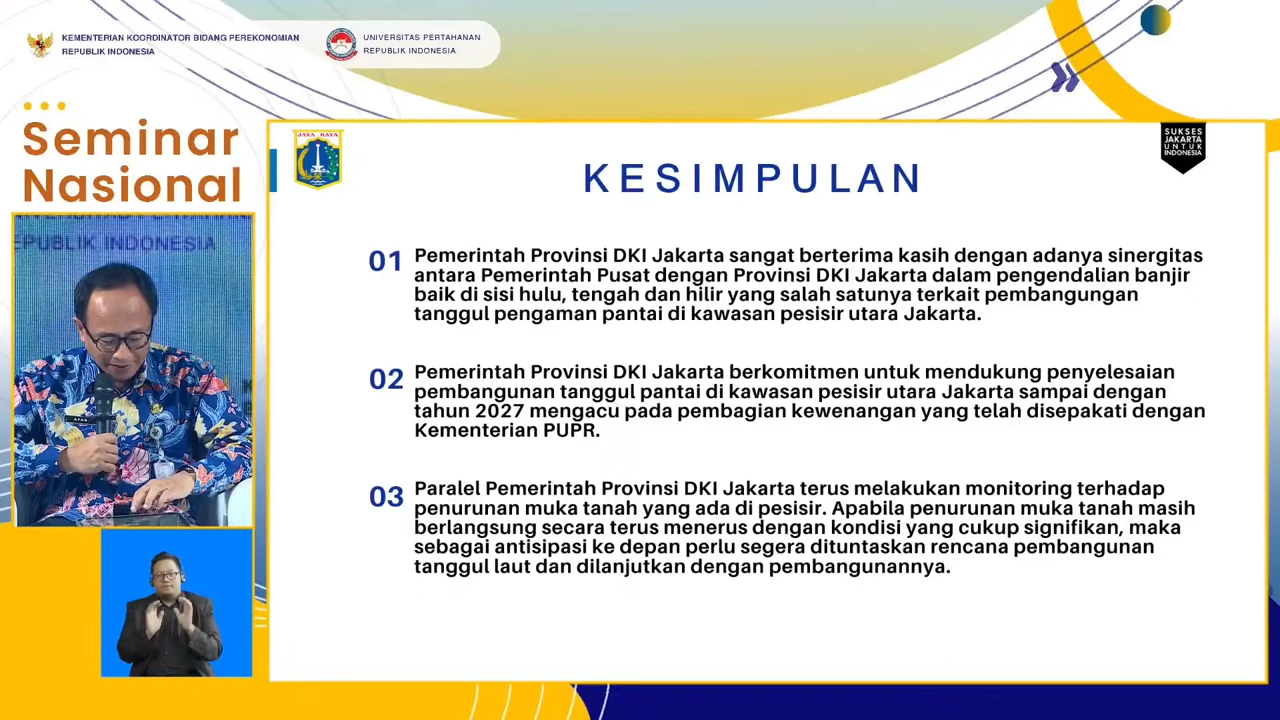 KEMENTERIAN KOORDINATOR BIDANG PEREKONOMIAN
REPUBLIK INDONESIA
UNIVERSITAS PERTAHANAN
REPUBLIK INDONESIA
Seminar
Nasional
EPUBLIK INDONESIA
JAYA RAYA
SUKSES
JAKARTA
UNTUK
INDONESIA
KESIMPULAN
01
Pemerintah Provinsi DKI Jakarta sangat berterima kasih dengan adanya sinergitas
antara Pemerintah Pusat dengan Provinsi DKI Jakarta dalam pengendalian banjir
baik di sisi hulu, tengah dan hilir yang salah satunya terkait pembangungan
tanggul pengaman pantai di kawasan pesisir utara Jakarta.
02
Pemerintah Provinsi DKI Jakarta berkomitmen untuk mendukung penyelesaian
pembangunan tanggul pantai di kawasan pesisir utara Jakarta sampai dengan
tahun 2027 mengacu pada pembagian kewenangan yang telah disepakati dengan
Kementerian PUPR.
03
Paralel Pemerintah Provinsi DKI Jakarta terus melakukan monitoring terhadap
penurunan muka tanah yang ada di pesisir. Apabila penurunan muka tanah masih
berlangsung secara terus menerus dengan kondisi yang cukup signifikan, maka
sebagai antisipasi ke depan perlu segera dituntaskan rencana pembangunan
tanggul laut dan dilanjutkan dengan pembangunannya.